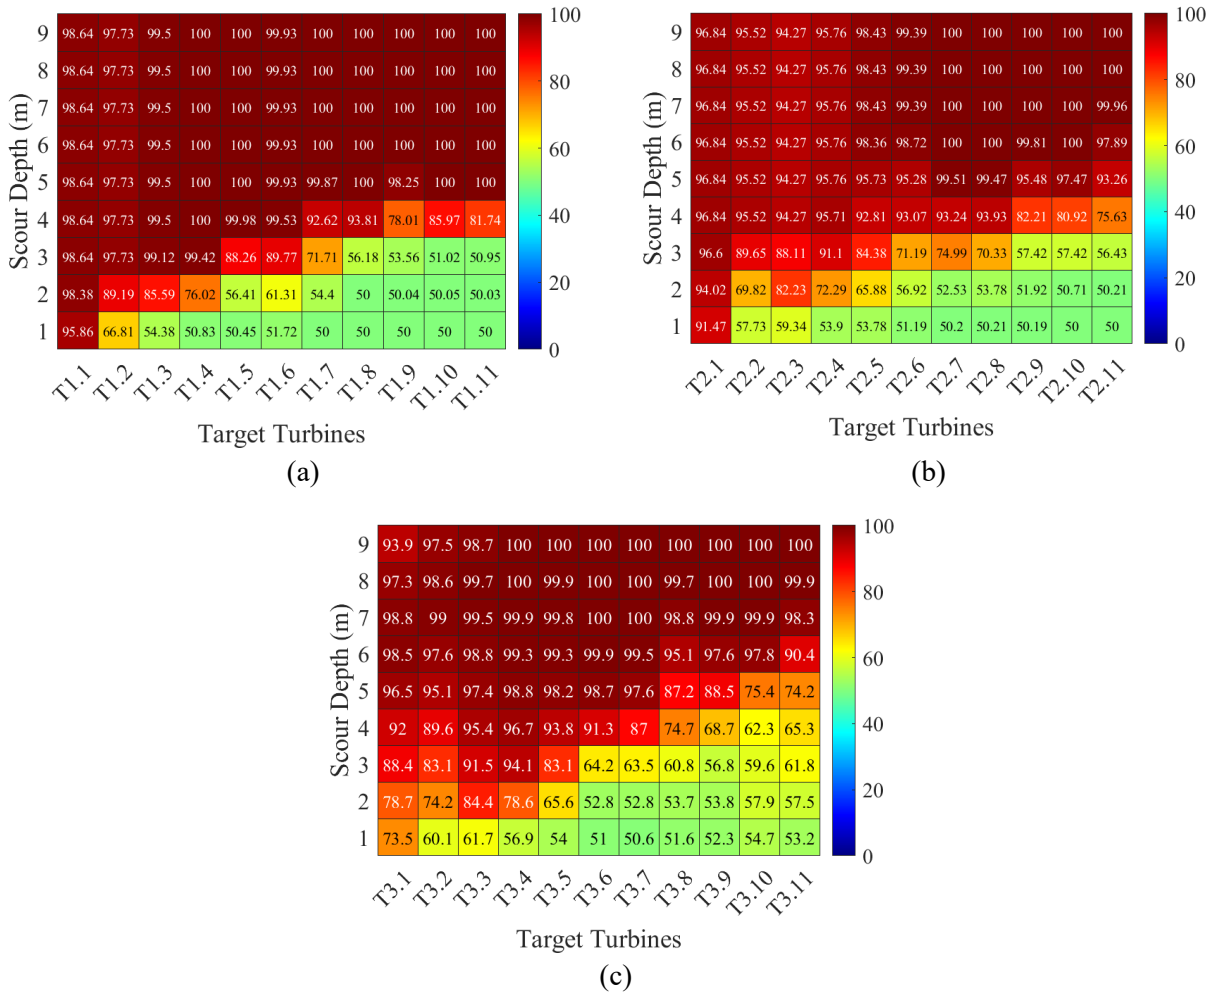 9 98.64 97.73 99.5 100 100 99.93 100 100 100 100 100 100
8 98.64 97.73 99.5 100 100 99.93 100 100 100 100 100
7 98.64 97.73 99.5 100 100 99.93 100 100 100 100 100 80
6 98.64 97.73 99.5 100 100 99.93 100 100 100 100 100 60
5 98.64 97.73 99.5 100 100 99.93 99.87 100 98.25 100 100
4 98.64 97.73 99.5 100 99.98 99.53 92.62 93.81 78.01 85.97 81.74 40
3 98.64 97.73 99.12 99.42 88.26 89.77 71.71 56.18 53.56 51.02 50.95
2 98.38 89.19 85.59 76.02 56.41 61.31 54.4 50 50.04 50.05 50.03 20
1 95.86 66.81 54.38 50.83 50.45 51.72 50 50 50 50 50 0
Scour Depth (m)
T1.1 T1.2 T1.3 T1.4 T1.5 T1.6 T1.7 T1.8 T1.9 T1.10 T1.11
Target Turbines
(a)
9 96.84 95.52 94.27 95.76 98.43 99.39 100 100 100 100 100 100
8 96.84 95.52 94.27 95.76 98.43 99.39 100 100 100 100 100
7 96.84 95.52 94.27 95.76 98.43 99.39 100 100 100 100 99.96 80
6 96.84 95.52 94.27 95.76 98.36 98.72 100 100 99.81 100 97.89 60
5 96.84 95.52 94.27 95.76 95.73 95.28 99.51 99.47 95.48 97.47 93.26
4 96.84 95.52 94.27 95.71 92.81 93.07 93.24 93.93 82.21 80.92 75.63 40
3 96.6 89.65 88.11 91.1 84.38 71.19 74.99 70.33 57.42 57.42 56.43
2 94.02 69.82 82.23 72.29 65.88 56.92 52.53 53.78 51.92 50.71 50.21 20
1 91.47 57.73 59.34 53.9 53.78 51.19 50.2 50.21 50.19 50 50 0
Scour Depth (m)
T2.1 T2.2 T2.3 T2.4 T2.5 T2.6 T2.7 T2.8 T2.9 T2.10 T2.11
Target Turbines
(b)
9 93.9 97.5 98.7 100 100 100 100 100 100 100 100 100
8 97.3 98.6 99.7 100 99.9 100 100 99.7 100 100 99.9
7 98.8 99 99.5 99.9 99.8 100 100 98.8 99.9 99.9 98.3 80
6 98.5 97.6 98.8 99.3 99.3 99.9 99.5 95.1 97.6 97.8 90.4 60
5 96.5 95.1 97.4 98.8 98.2 98.7 97.6 87.2 88.5 75.4 74.2
4 92 89.6 95.4 96.7 93.8 91.3 87 74.7 68.7 62.3 65.3 40
3 88.4 83.1 91.5 94.1 83.1 64.2 63.5 60.8 56.8 59.6 61.8
2 78.7 74.2 84.4 78.6 65.6 52.8 52.8 53.7 53.8 57.9 57.5 20
1 73.5 60.1 61.7 56.9 54 51 50.6 51.6 52.3 54.7 53.2 0
Scour Depth (m)
T3.1 T3.2 T3.3 T3.4 T3.5 T3.6 T3.7 T3.8 T3.9 T3.10 T3.11
Target Turbines
(c)